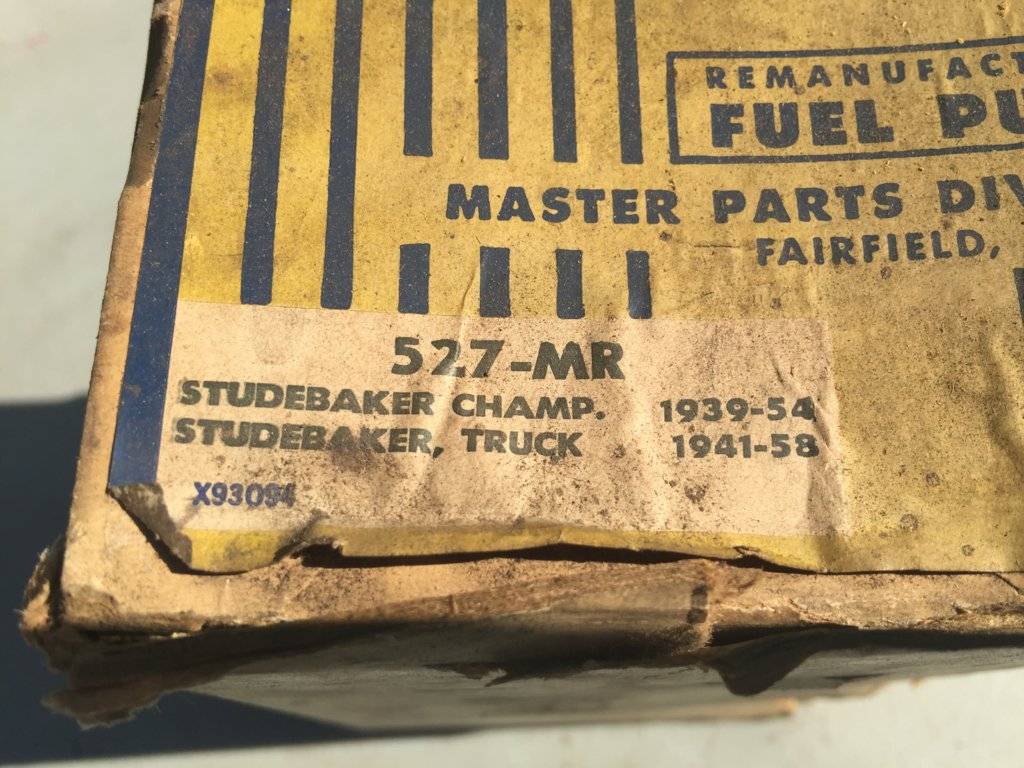 REMANUFACT
FUEL PU
MASTER PARTS DIV
FAIRFIELD,
527-MR
STUDEBAKER CHAMP. 1939-54
STUDEBAKER, TRUCK 1941-58
X93094